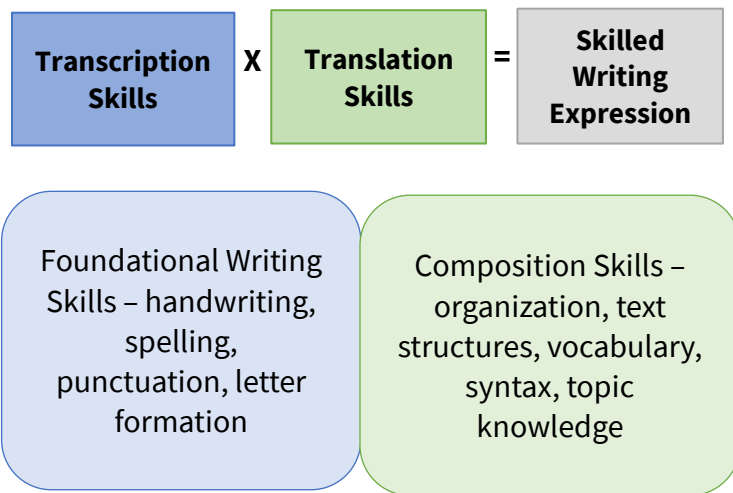 Transcription
Skills
X
Translation
Skills
=
Skilled
Writing
Expression
Foundational Writing
Skills – handwriting,
spelling,
punctuation, letter
formation
Composition Skills –
organization, text
structures, vocabulary,
syntax, topic
knowledge